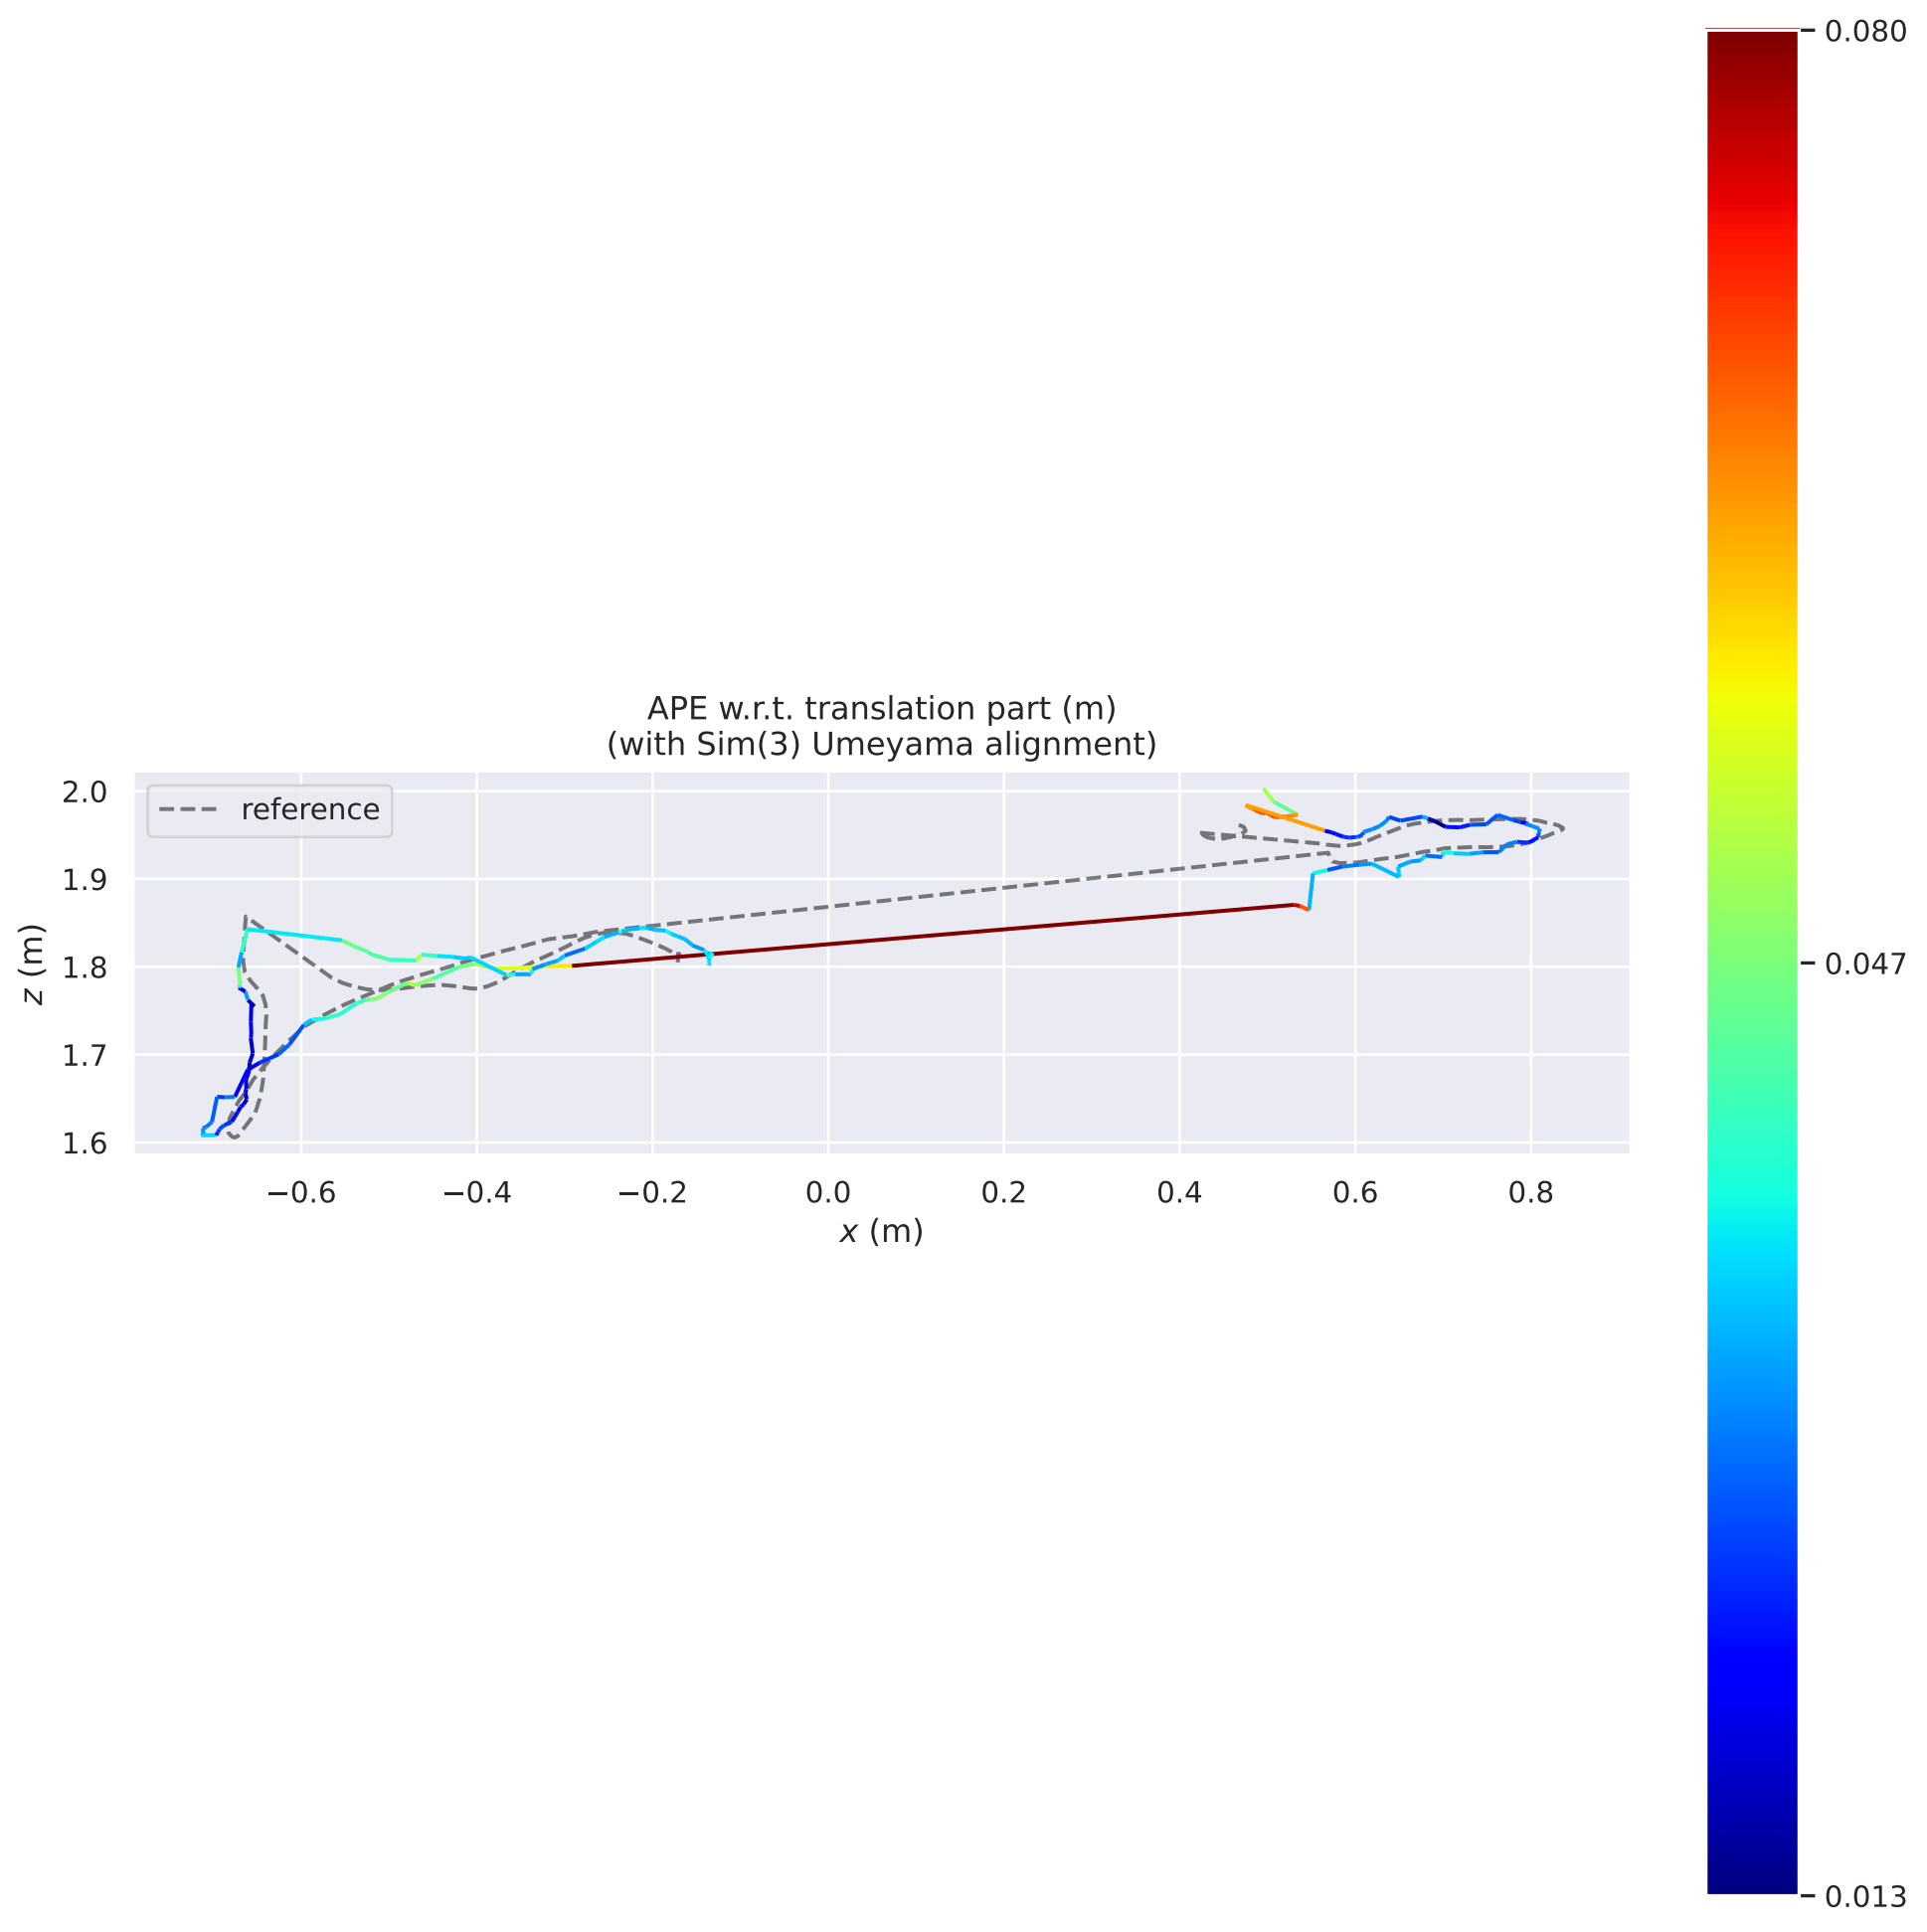 APE w.r.t. translation part (m)
(with Sim(3) Umeyama alignment)
reference
2.0
1.9
1.8
1.7
1.6
z (m)
−0.6 −0.4 −0.2 0.0 0.2 0.4 0.6 0.8
x (m)
0.080
0.047
0.013